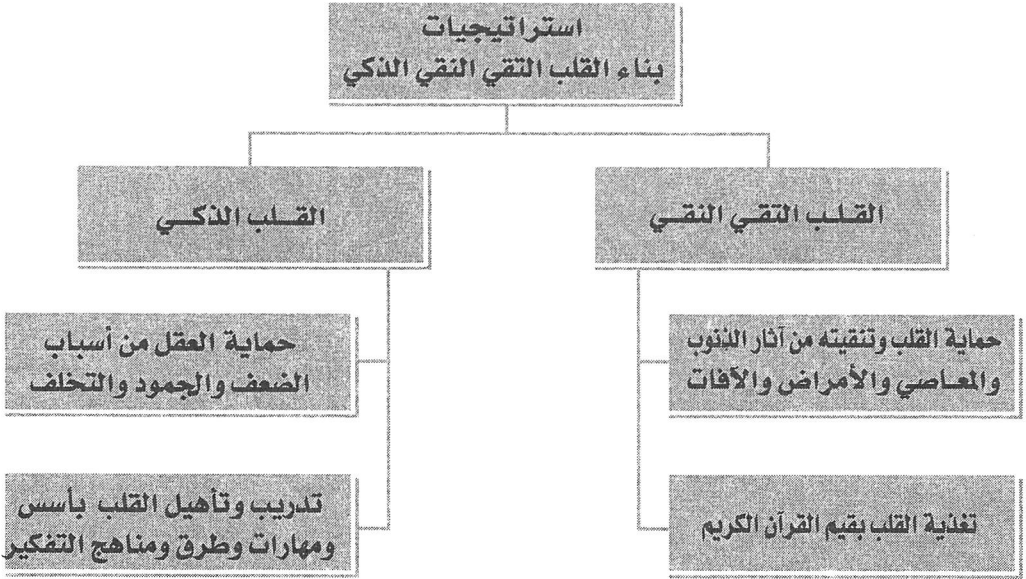 استراتيجيات
بناء القلب التقي النقي الذكي
القلب التقي النقي
القلب الذكي
حماية القلب وتنقيته من آثار الذنوب
والمعاصي والأمراض والآفات
حماية العقل من أسباب
الضعف والجمود والتخلف
تغذية القلب بقيم القرآن الكريم
تدريب وتأهيل القلب بأسس
ومهارات وطرق ومناهج التفكير